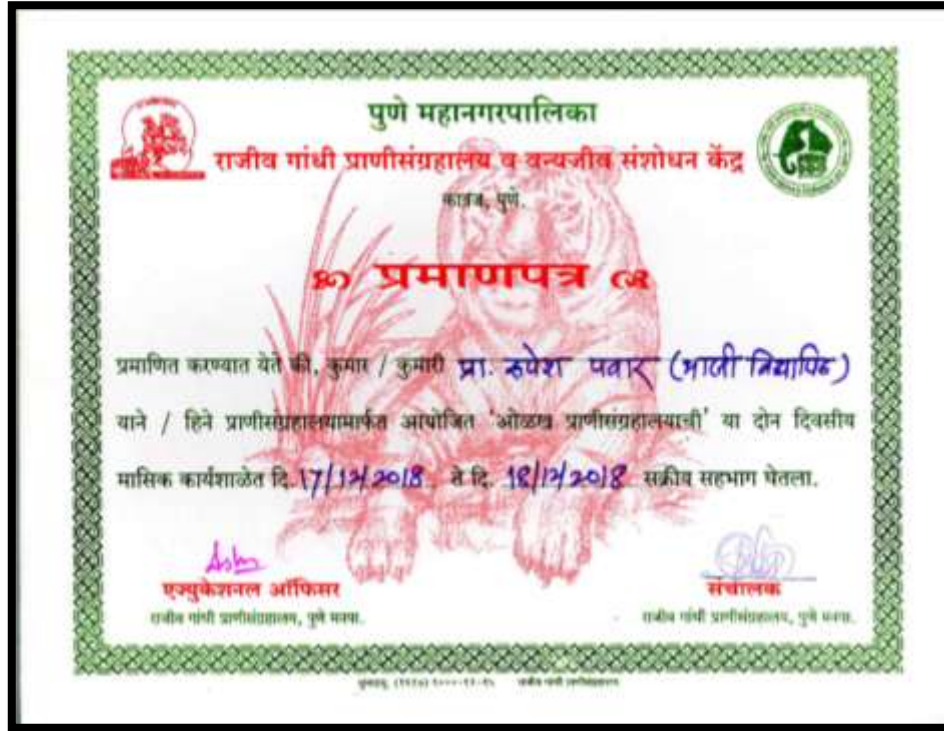 पुणे महानगरपालिका
राजीव गांधी प्राणीसंग्रहालय व वन्यजीव संशोधन केंद्र
कात्रज, पुणे.
प्रमाणपत्र
प्रमाणित करण्यात येते की, कुमार / कुमारी प्रा. रुपेश पवार
याने / हिने प्राणीसंग्रहालयामार्फत आयोजित 'ओळख प्राणीसंग्रहालयाची' या दोन दिवसीय
मासिक कार्यशाळेत दि. 17/12/2018, ते दि. 18/12/2018 सक्रीय सहभाग घेतला.
एज्युकेशनल ऑफिसर
संचालक
राजीव गांधी प्राणीसंग्रहालय, पुणे मनपा.
राजीव गांधी प्राणीसंग्रहालय, पुणे मनपा.